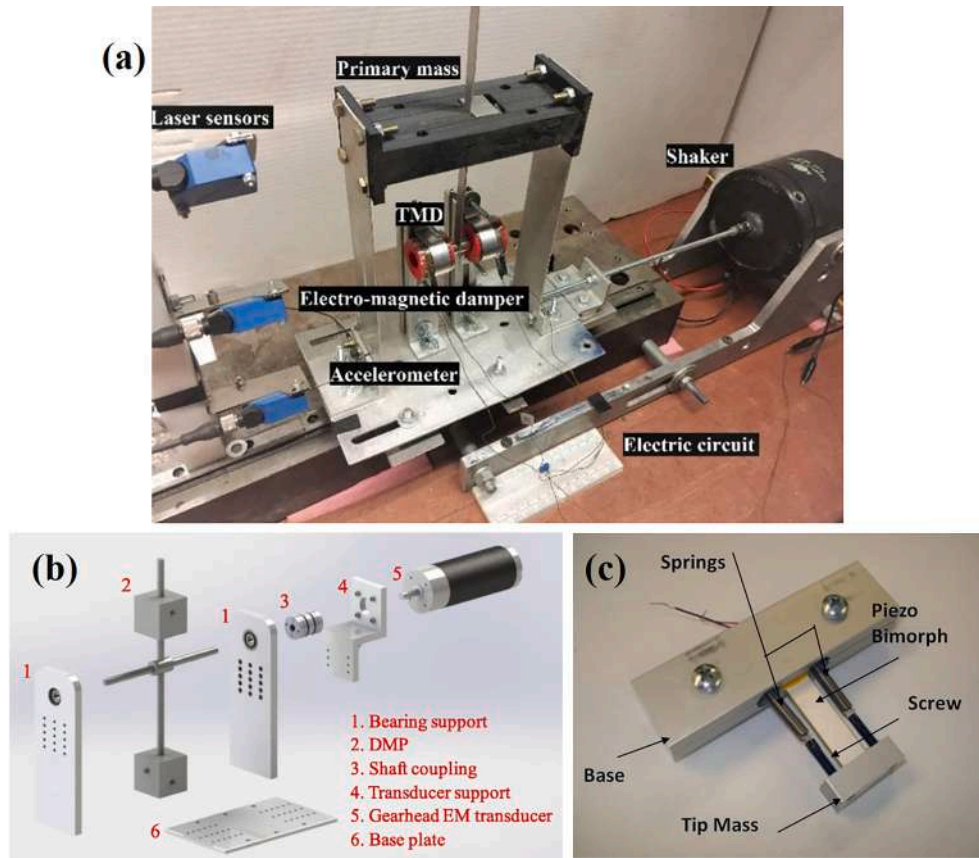 (a)
Primary mass
Laser sensors
Shaker
TMD
Electro-magnetic damper
Accelerometer
Electric circuit
(b)
2
5
4
3
1
1
1. Bearing support
2. DMP
3. Shaft coupling
4. Transducer support
5. Gearhead EM transducer
6. Base plate
6
(c)
Springs
Piezo
Bimorph
Screw
Base
Tip Mass